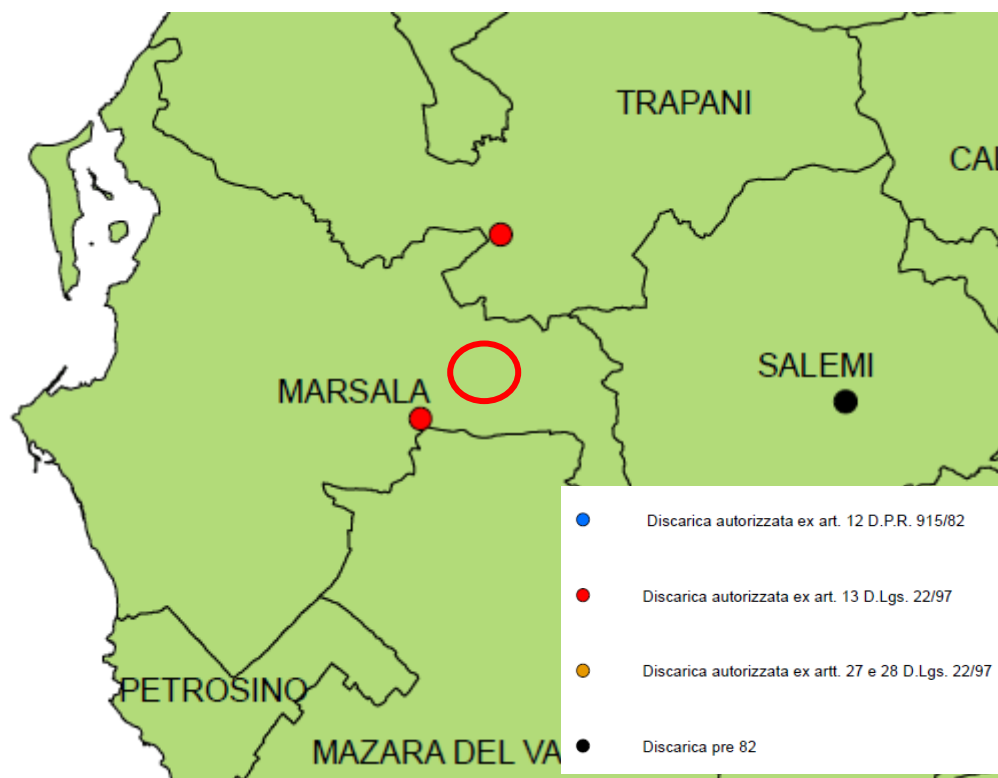 TRAPANI
CAL
SALEMI
MARSALA
PETROSINO
MAZARA DEL VA
Discarica autorizzata ex art. 12 D.P.R. 915/82
Discarica autorizzata ex art. 13 D.Lgs. 22/97
Discarica autorizzata ex artt. 27 e 28 D.Lgs. 22/97
Discarica pre 82